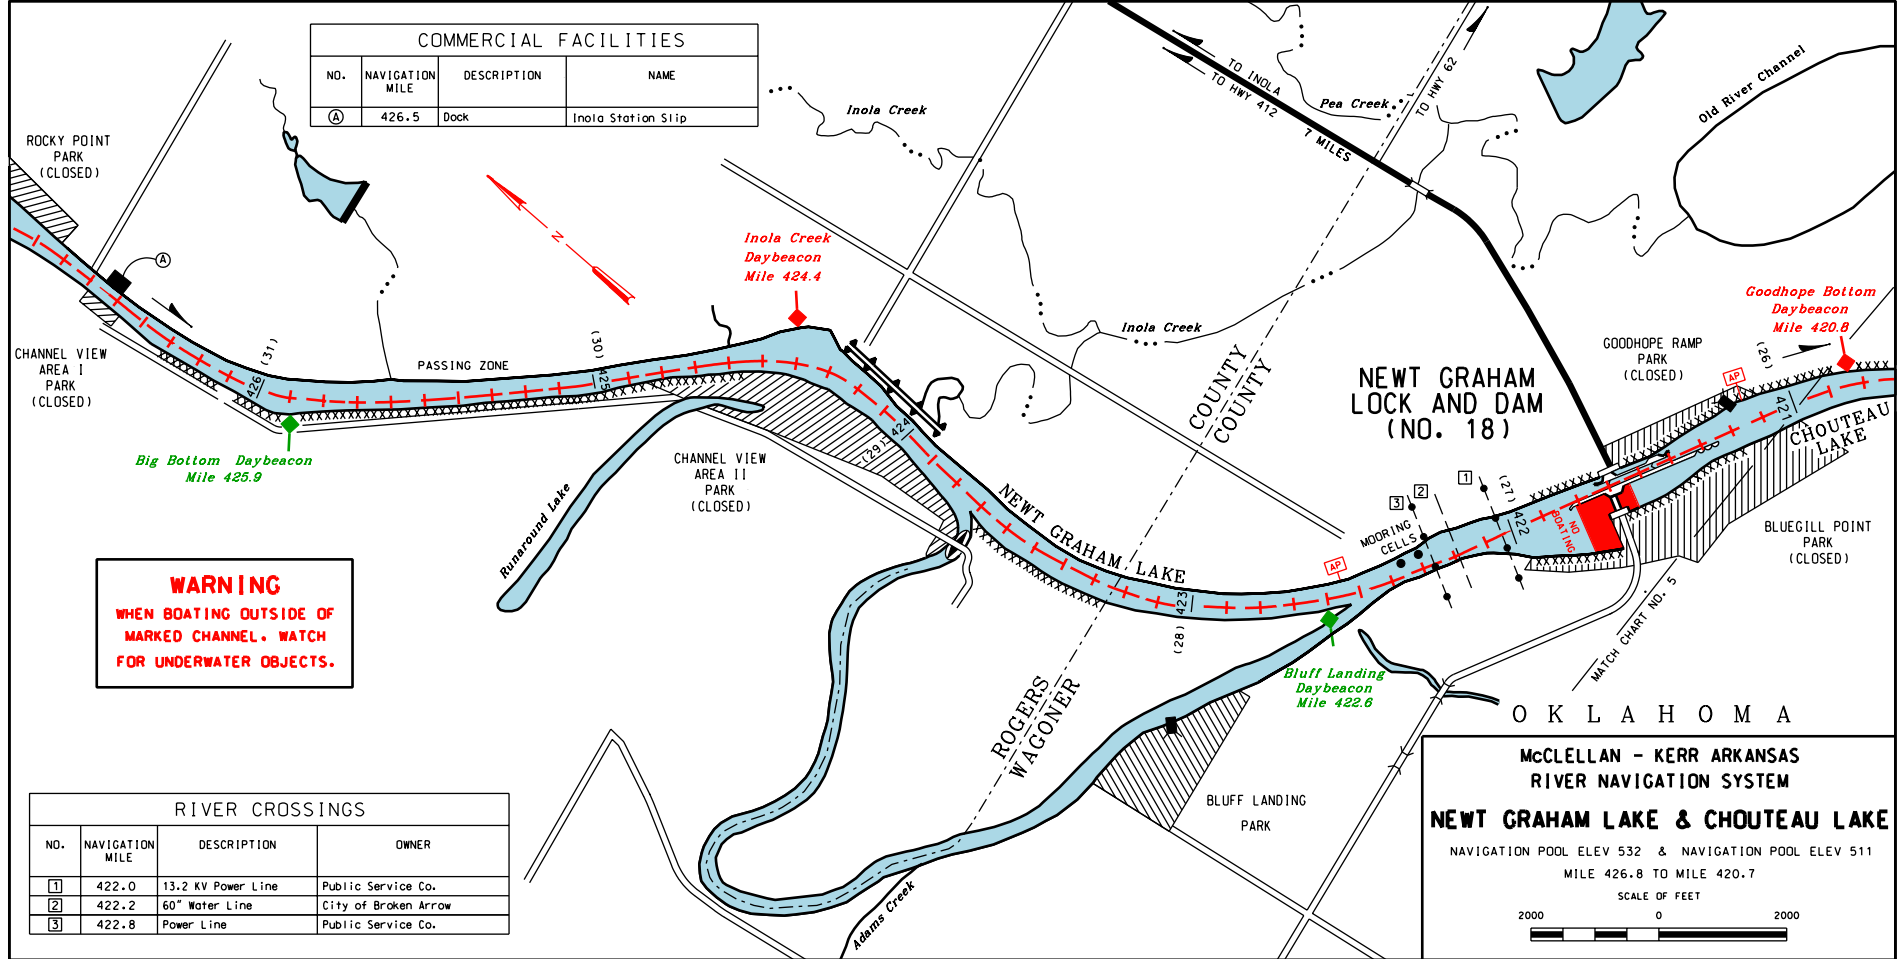 COMMERCIAL FACILITIES
NO. NAVIGATION MILE DESCRIPTION NAME
A 426.5 Dock Inola Station Slip
ROCKY POINT
PARK
(CLOSED)
A
N
Inola Creek
Daybeacon
Mile 424.4
Inola Creek
TO INOLA
TO HWY 412
7 MILES
Pea Creek
TO HWY 62
Old River Channel
CHANNEL VIEW
AREA I
PARK
(CLOSED)
(31)
426
PASSING ZONE
(30)
425
Inola Creek
COUNTY
COUNTY
NEWT GRAHAM
LOCK AND DAM
(NO. 18)
GOODHOPE RAMP
PARK
(CLOSED)
Goodhope Bottom
Daybeacon
Mile 420.8
(26)
AP
421
CHOUTEAU
LAKE
Big Bottom Daybeacon
Mile 425.9
Runaround Lake
CHANNEL VIEW
AREA II
PARK
(CLOSED)
(29)
424
NEWT GRAHAM LAKE
MOORING
CELLS
3
2
1
(27)
422
NO
BOATING
BLUEGILL POINT
PARK
(CLOSED)
AP
MATCH CHART NO. 5
423
(28)
Bluff Landing
Daybeacon
Mile 422.6
WARNING
WHEN BOATING OUTSIDE OF
MARKED CHANNEL. WATCH
FOR UNDERWATER OBJECTS.
ROGERS
WAGONER
BLUFF LANDING
PARK
Adams Creek
OKLAHOMA
RIVER CROSSINGS
NO. NAVIGATION MILE DESCRIPTION OWNER
1 422.0 13.2 KV Power Line Public Service Co.
2 422.2 60" Water Line City of Broken Arrow
3 422.8 Power Line Public Service Co.
McCLELLAN - KERR ARKANSAS
RIVER NAVIGATION SYSTEM
NEWT GRAHAM LAKE & CHOUTEAU LAKE
NAVIGATION POOL ELEV 532 & NAVIGATION POOL ELEV 511
MILE 426.8 TO MILE 420.7
SCALE OF FEET
2000 0 2000